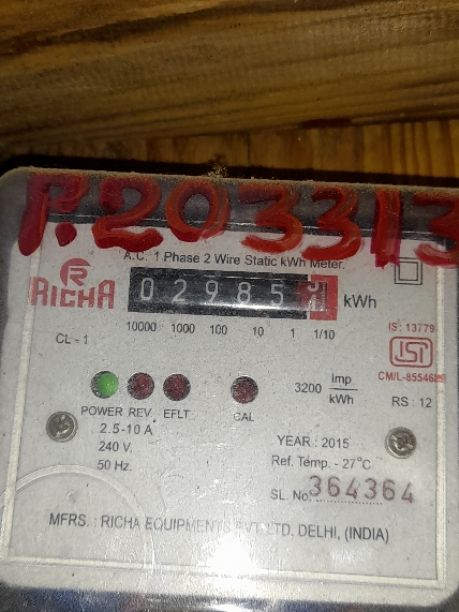 P.203313
A.C. 1 Phase 2 Wire Static kWh Meter.
RICHA
02985 kWh
10000 1000 100 10 1 1/10
IS : 13779
ISI
CL - 1
CM/L-85546
3200 imp/kWh
RS : 12
POWER REV. EFLT CAL
2.5-10 A
240 V.
50 Hz.
YEAR : 2015
Ref. Temp. - 27°C
SL. No. 364364
MFRS. : RICHA EQUIPMENTS PVT. LTD, DELHI, (INDIA)